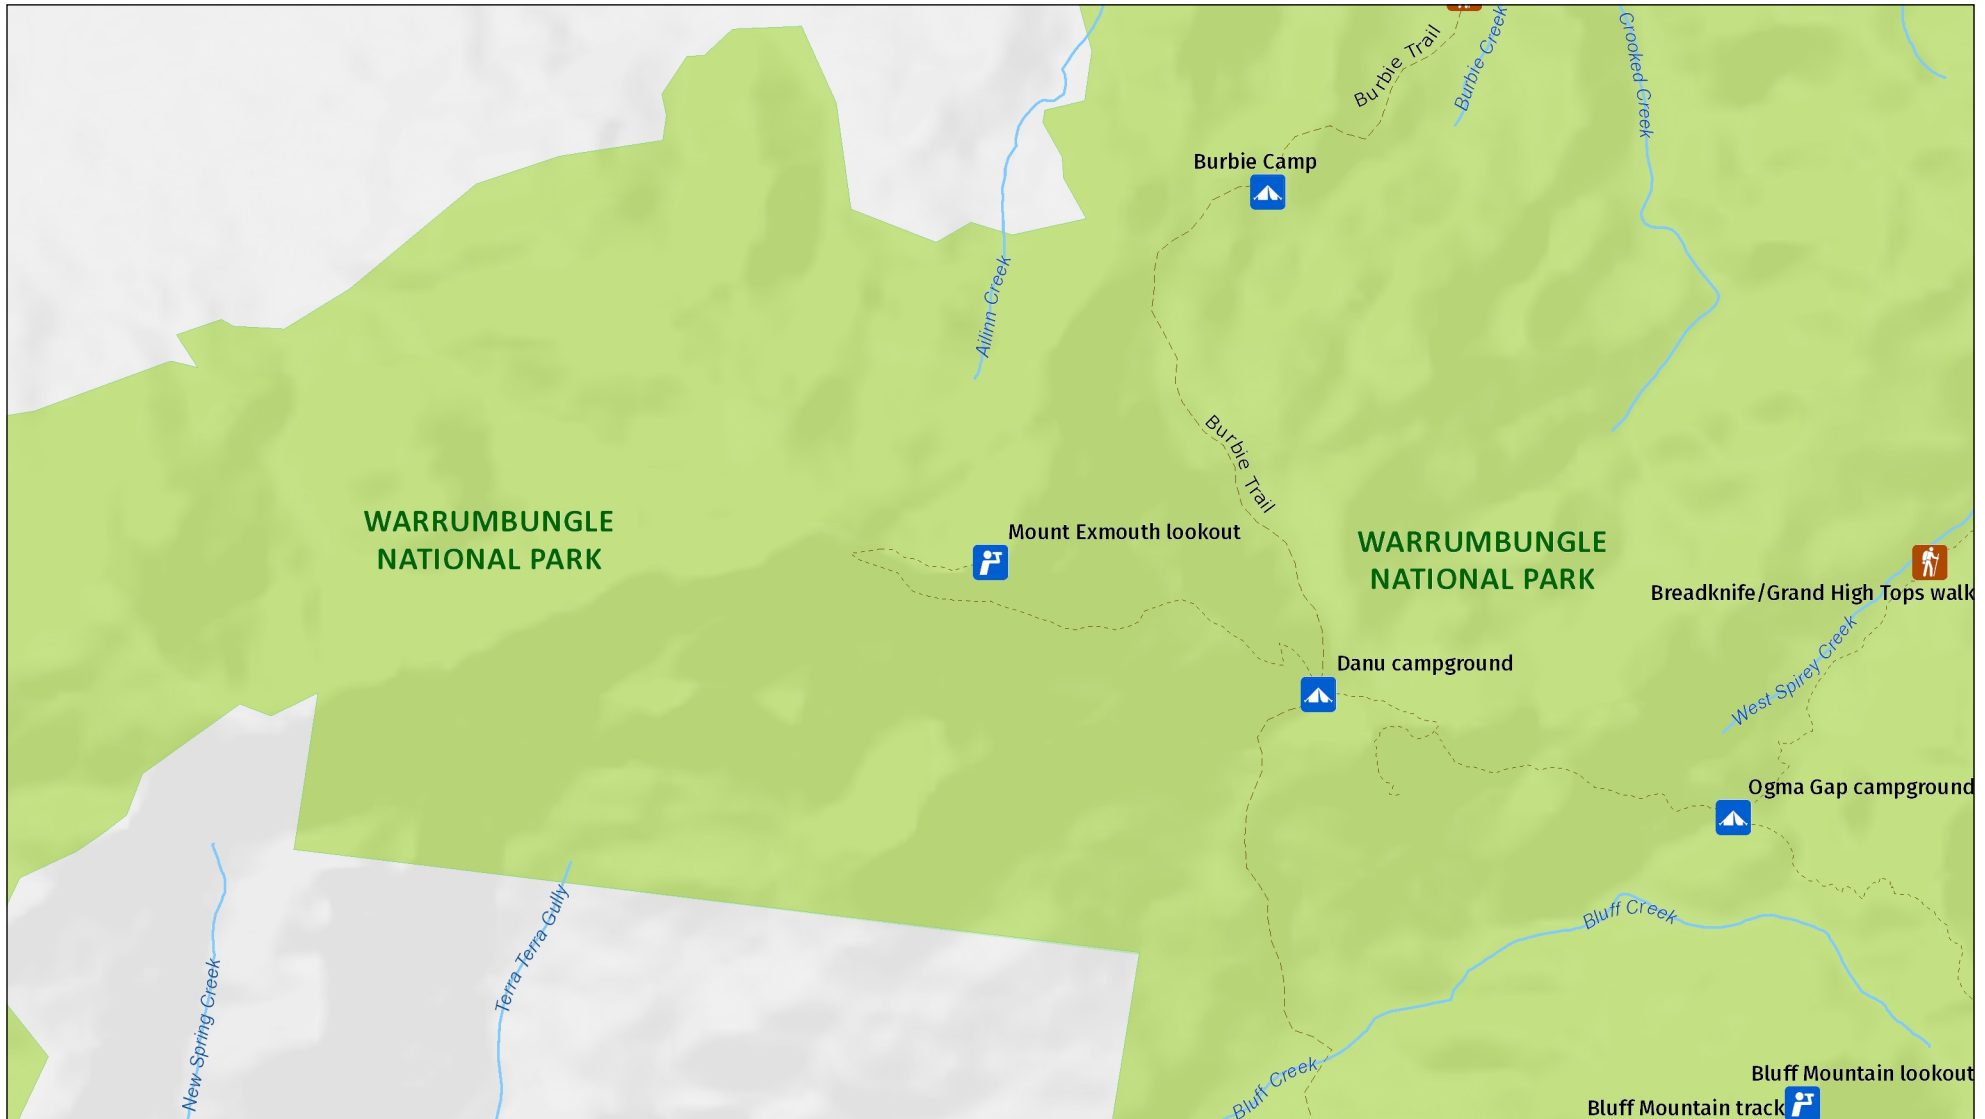 Burbie Trail
Burbie Creek
Crooked Creek
Burbie Camp
Ailinn Creek
Burbie Trail
WARRUMBUNGLE
NATIONAL PARK
Mount Exmouth lookout
WARRUMBUNGLE
NATIONAL PARK
Breadknife/Grand High Tops walk
West Spirey Creek
Danu campground
Ogma Gap campground
Bluff Creek
Terra Terra Gully
New Spring Creek
Bluff Creek
Bluff Mountain lookout
Bluff Mountain track